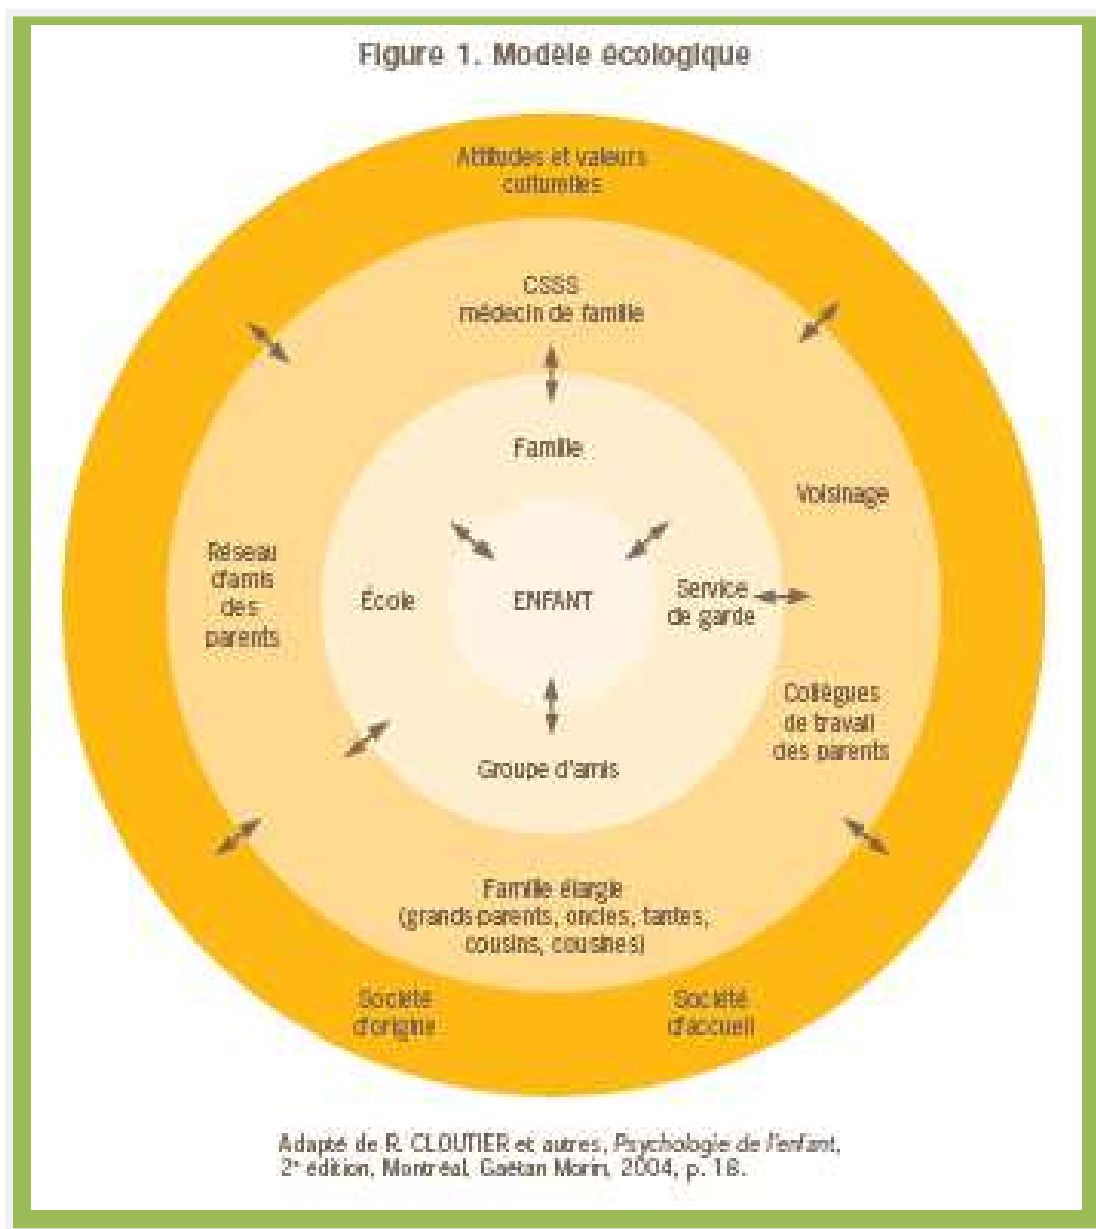 Figure 1. Modèle écologique
Attitudes et valeurs
culturelles
CSSS
médecin de famille
Famille
Voisinage
Réseau
d'amis
des
parents
École
ENFANT
Service
de garde
Collègues
de travail
des parents
Groupe d'amis
Famille élargie
(grands-parents, oncles, tantes,
cousins, cousines)
Société
d'origine
Société
d'accueil
Adapté de R. CLOUTIER et autres, Psychologie de l'enfant,
2e édition, Montréal, Gaëtan Morin, 2004, p. 18.